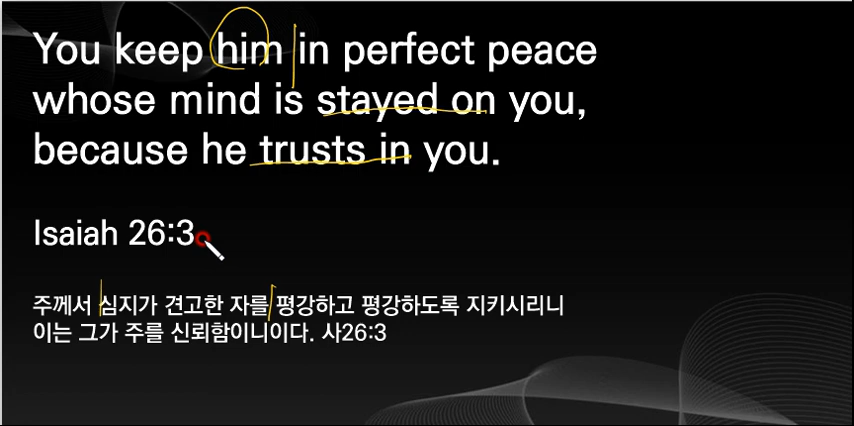 You keep him in perfect peace
whose mind is stayed on you,
because he trusts in you.
Isaiah 26:3
주께서 심지가 견고한 자를 평강하고 평강하도록 지키시리니
이는 그가 주를 신뢰함이니이다. 사26:3